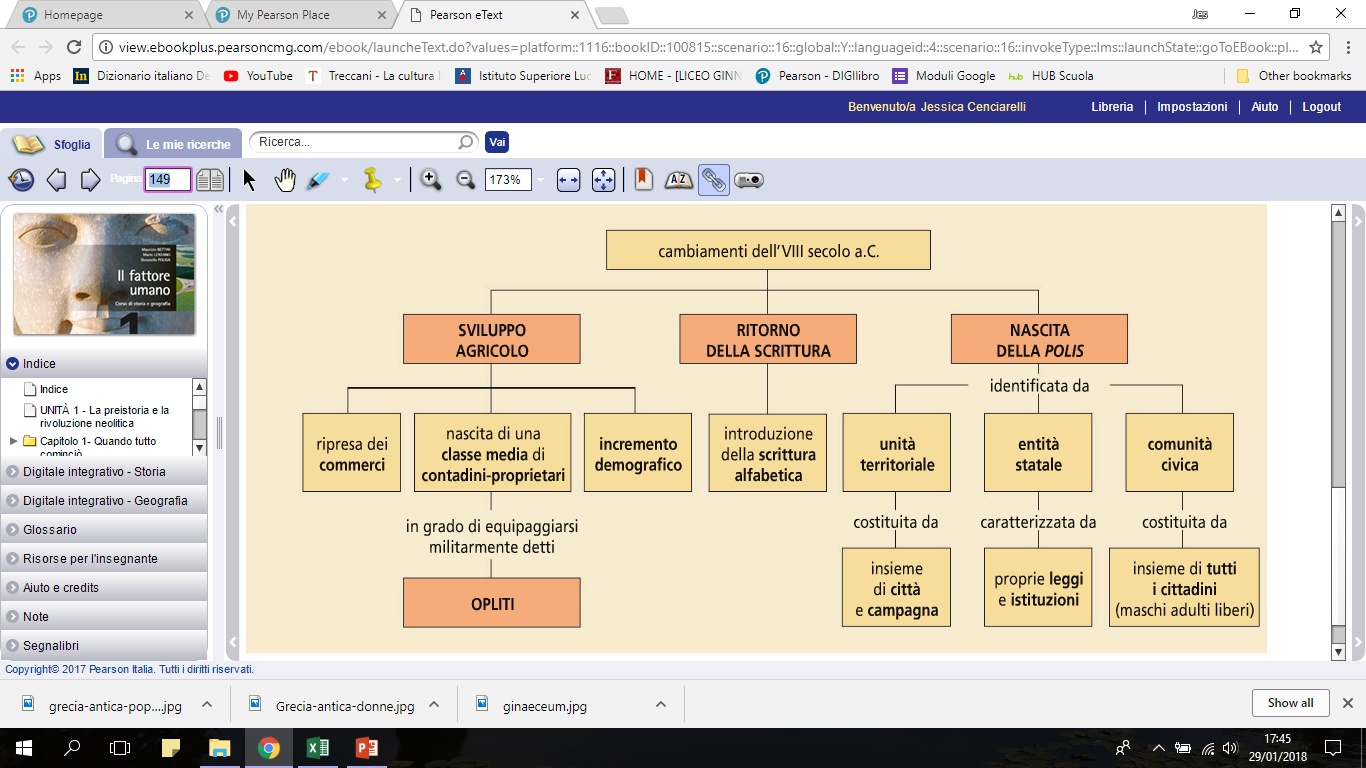 Homepage
My Pearson Place
Pearson eText
Jes
view.ebookplus.pearsoncmg.com/ebook/launcheText.do?values=platform::1116::bookID::100815::scenario::16::global::Y::languageid::4::scenario::16::invokeType::lms::launchState::goToEBook::pl...
Apps
Dizionario italiano De
YouTube
Treccani - La cultura
Istituto Superiore Luc
HOME - [LICEO GINN
Pearson - DIGIlibro
Moduli Google
HUB Scuola
Other bookmarks
Benvenuto/a Jessica Cenciarelli
Libreria
Impostazioni
Aiuto
Logout
Sfoglia
Le mie ricerche
Ricerca...
Vai
Pagina
149
173%
Maurizio BETTINI
Il fattore
umano
Corso di storia e geografia
1
Indice
Indice
UNITÀ 1 - La preistoria e la
rivoluzione neolitica
Capitolo 1- Quando tutto
cominciò
Digitale integrativo - Storia
Digitale integrativo - Geografia
Glossario
Risorse per l'insegnante
Aiuto e credits
Note
Segnalibri
cambiamenti dell'VIII secolo a.C.
SVILUPPO
AGRICOLO
RITORNO
DELLA SCRITTURA
NASCITA
DELLA POLIS
identificata da
ripresa dei
commerci
nascita di una
classe media di
contadini-proprietari
incremento
demografico
introduzione
della scrittura
alfabetica
unità
territoriale
entità
statale
comunità
civica
in grado di equipaggiarsi
militarmente detti
costituita da
caratterizzata da
costituita da
OPLITI
insieme
di città
e campagna
proprie leggi
e istituzioni
insieme di tutti
i cittadini
(maschi adulti liberi)
Copyright© 2017 Pearson Italia. Tutti i diritti riservati.
grecia-antica-pop....jpg
Grecia-antica-donne.jpg
ginaeceum.jpg
Show all
17:45
29/01/2018